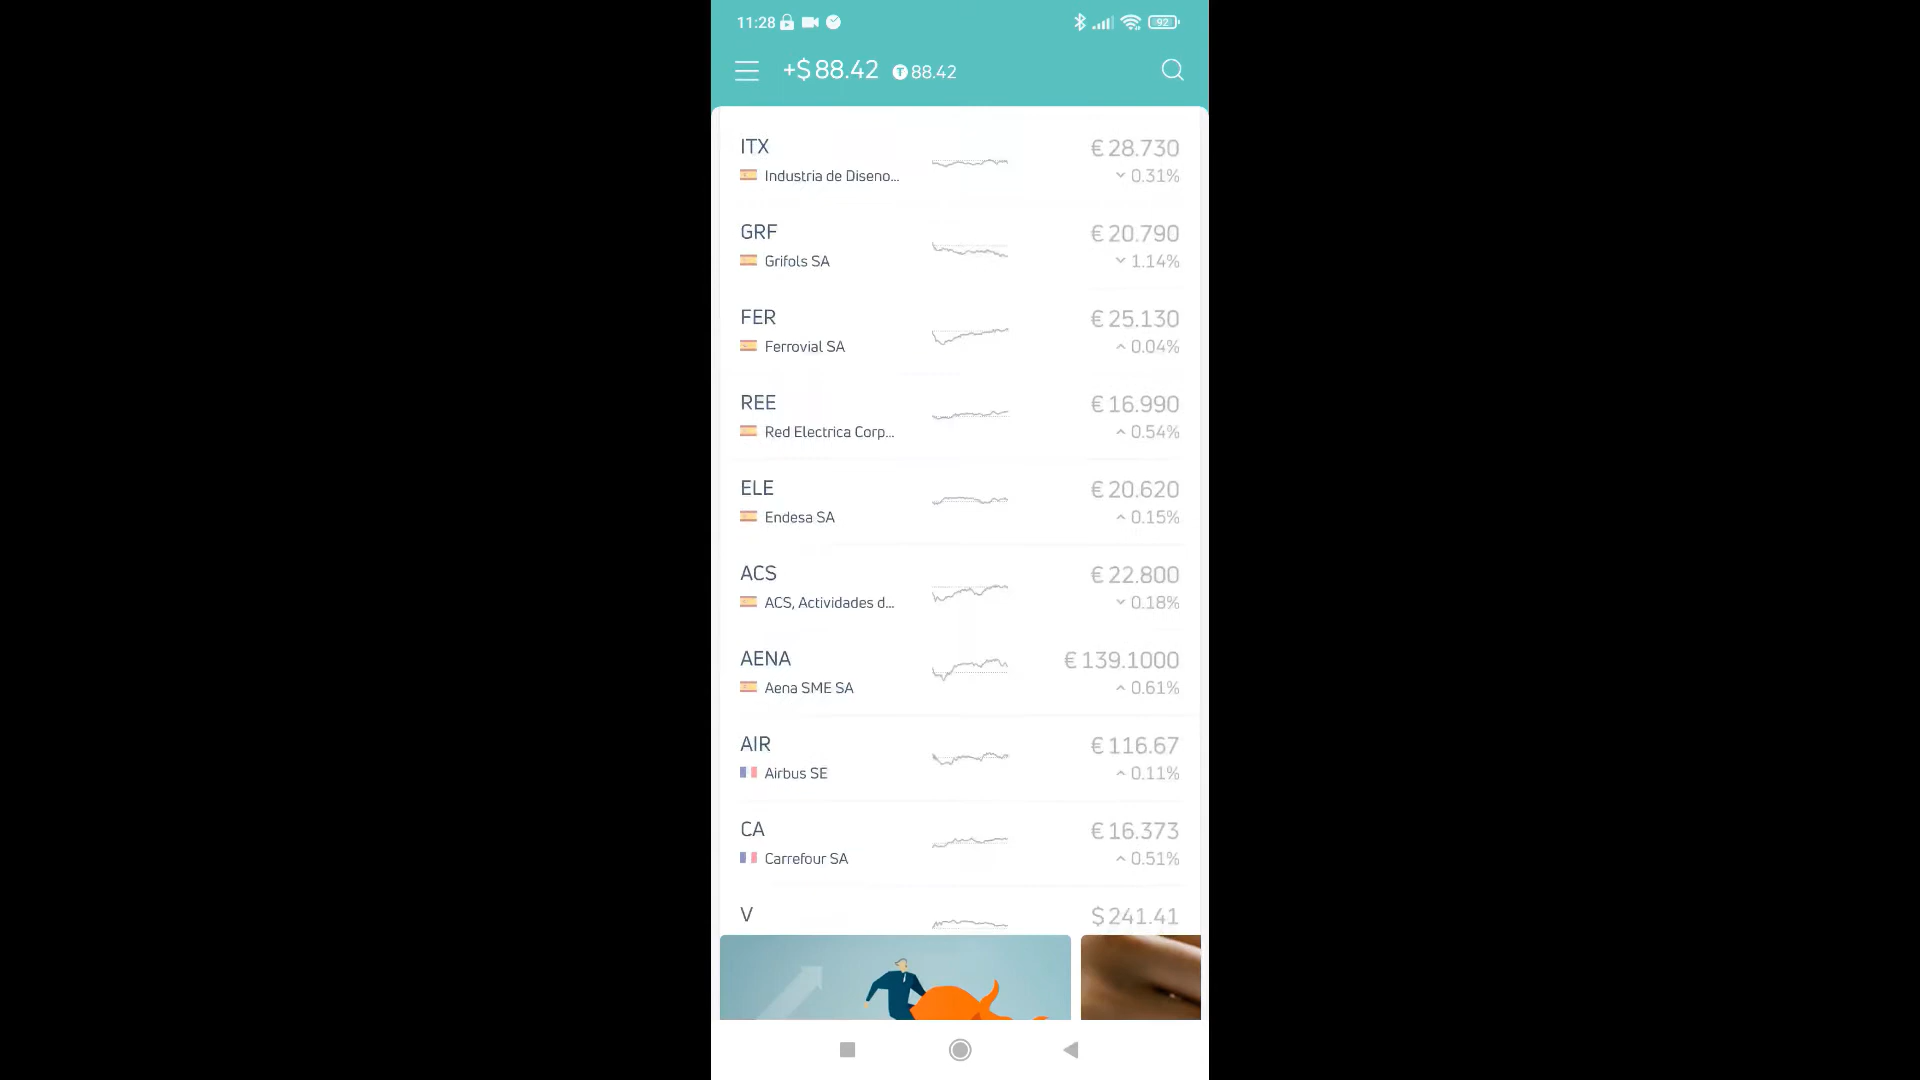 11:28
92
+$ 88.42 T 88.42
ITX
€ 28.730
Industria de Diseno...
0.31%
GRF
€ 20.790
Grifols SA
1.14%
FER
€ 25.130
Ferrovial SA
0.04%
REE
€ 16.990
Red Electrica Corp...
0.54%
ELE
€ 20.620
Endesa SA
0.15%
ACS
€ 22.800
ACS, Actividades d...
0.18%
AENA
€ 139.1000
Aena SME SA
0.61%
AIR
€ 116.67
Airbus SE
0.11%
CA
€ 16.373
Carrefour SA
0.51%
V
$ 241.41